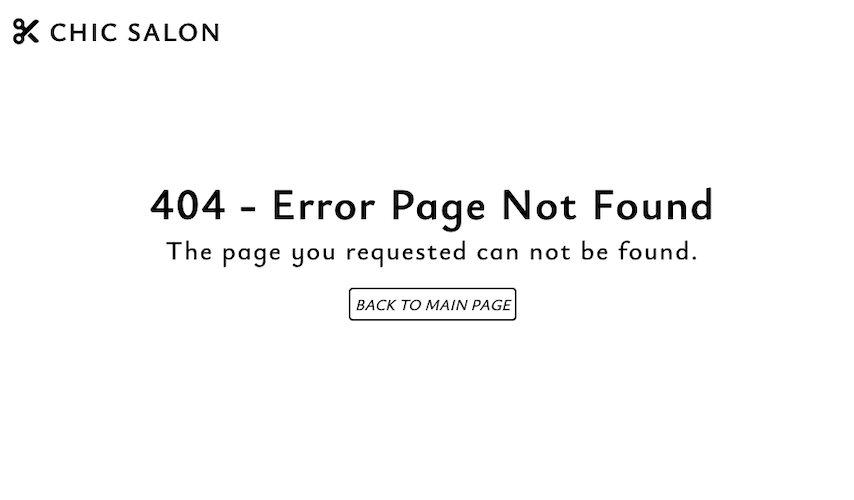 CHIC SALON
404 - Error Page Not Found
The page you requested can not be found.
BACK TO MAIN PAGE